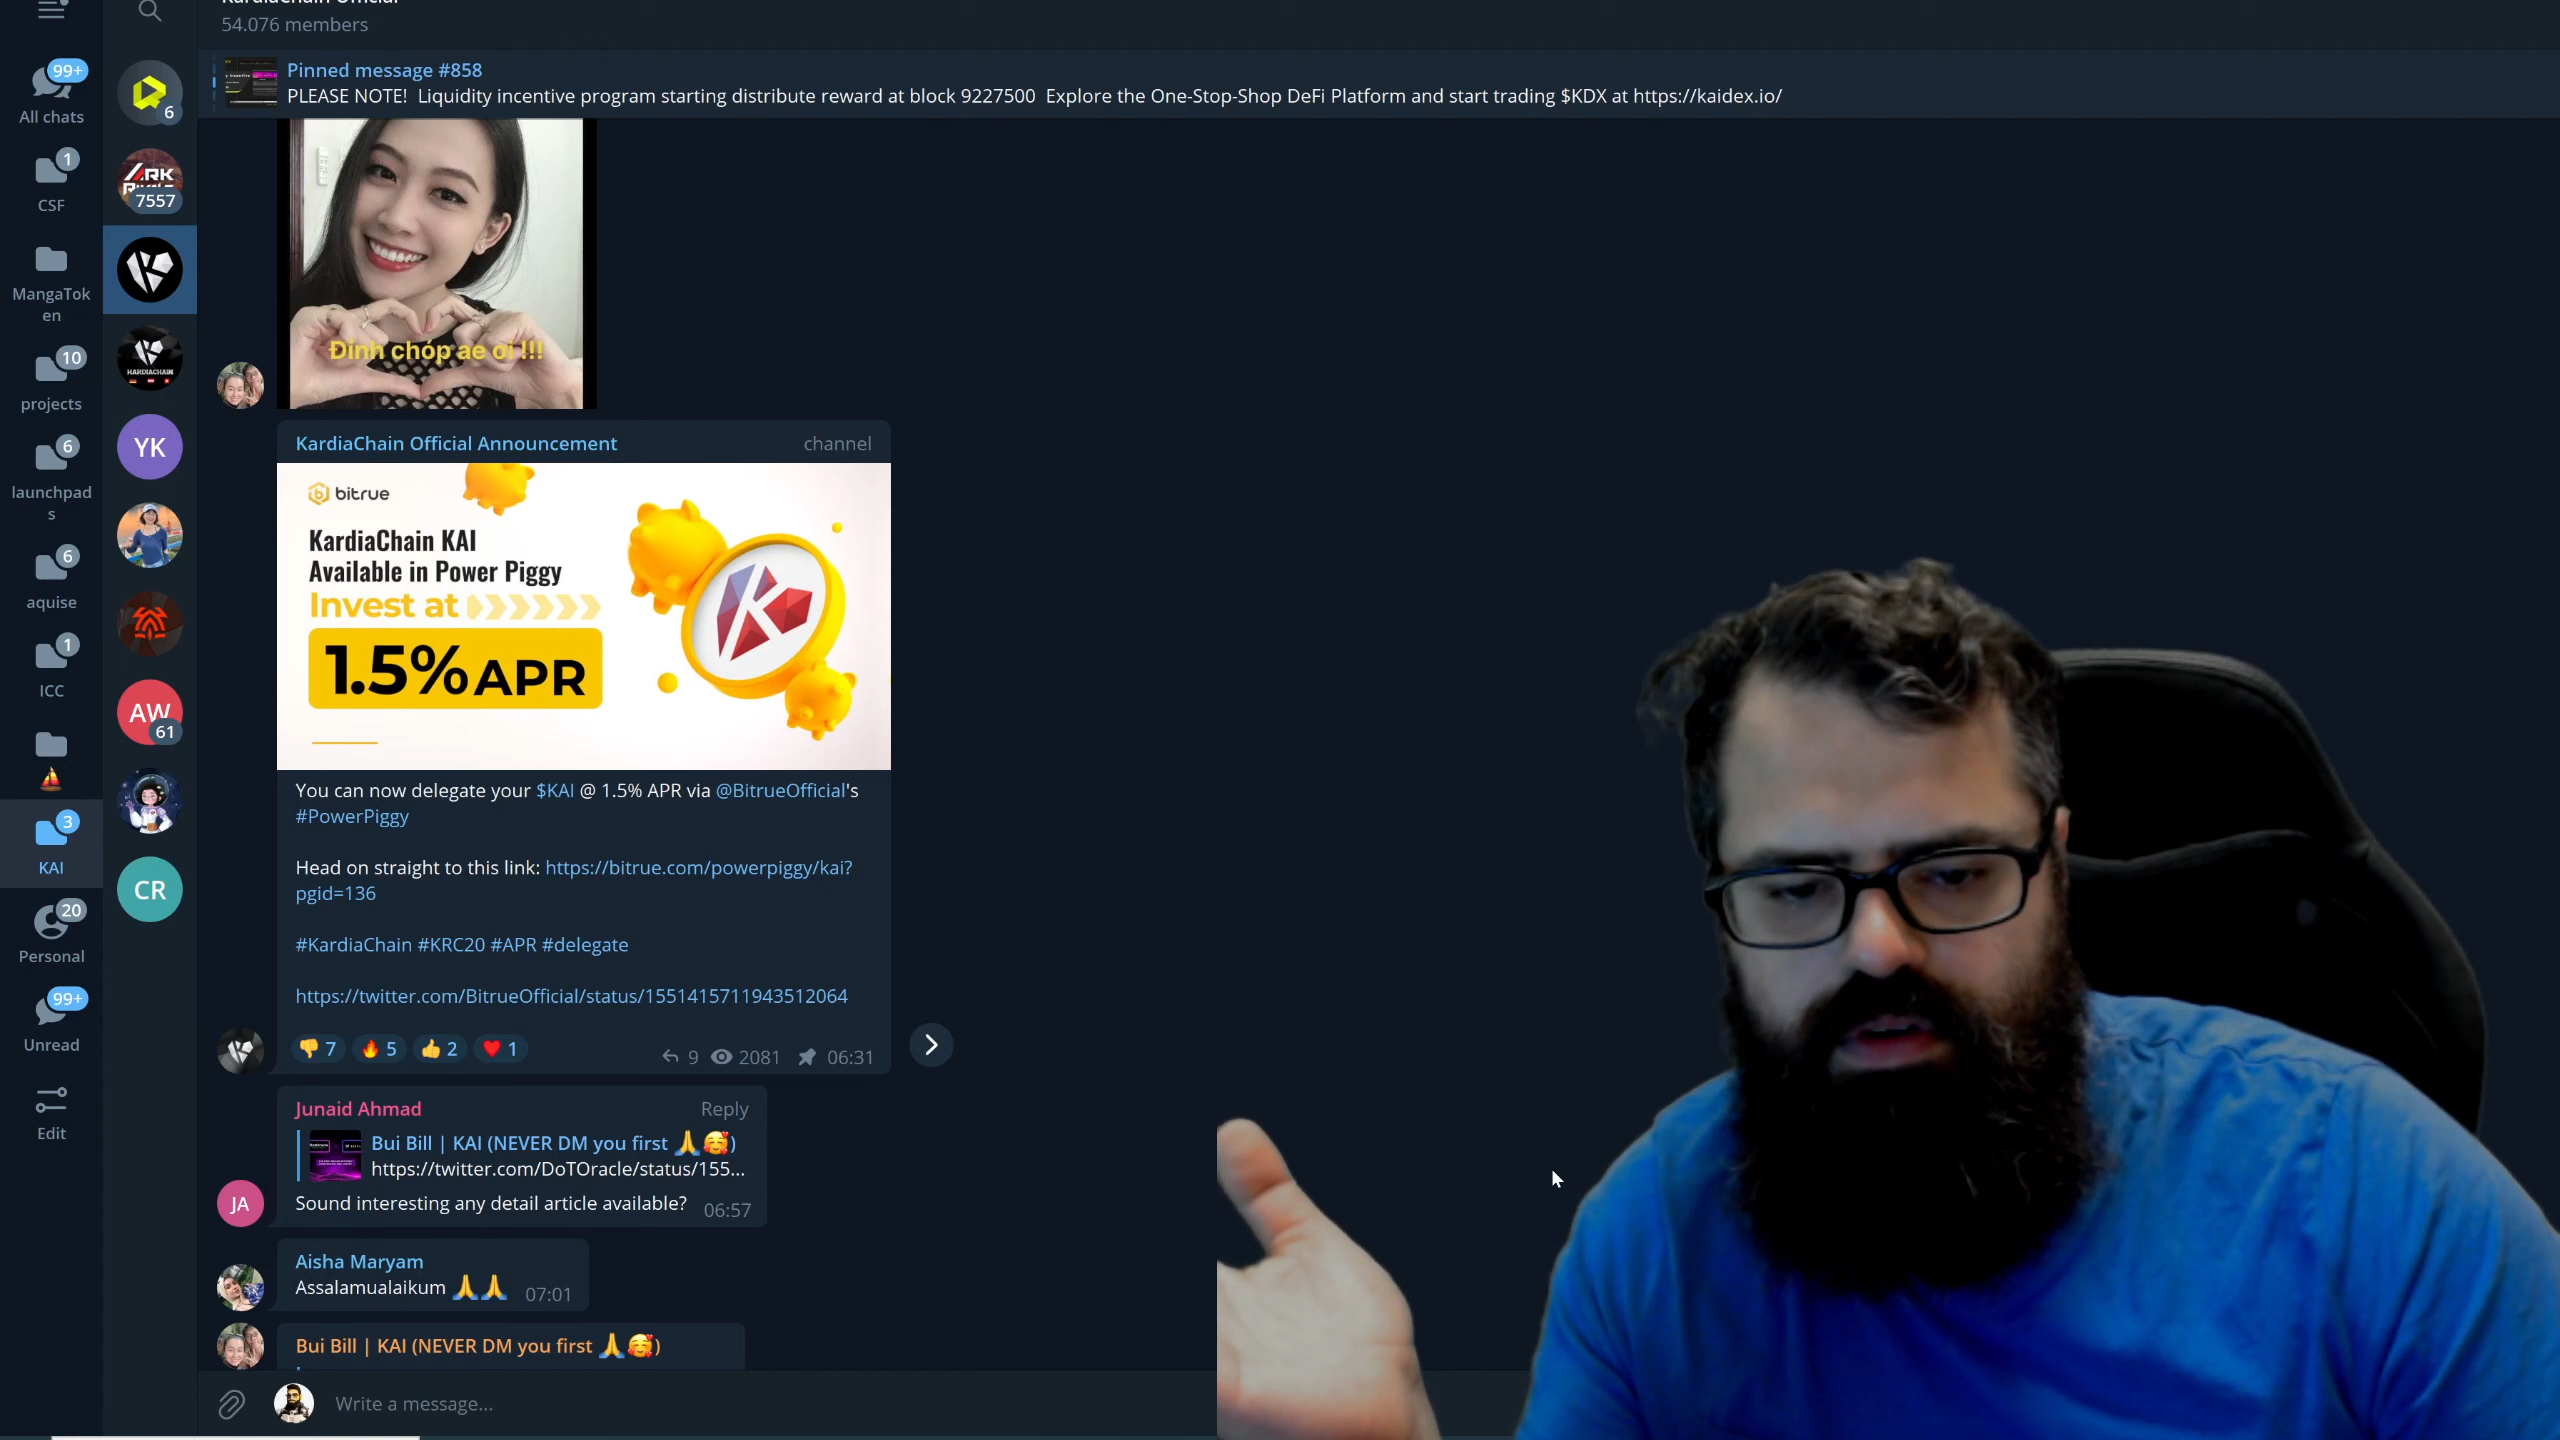 KardiaChain Official
54.076 members
Pinned message #858
PLEASE NOTE!  Liquidity incentive program starting distribute reward at block 9227500  Explore the One-Stop-Shop DeFi Platform and start trading $KDX at https://kaidex.io/
99+
All chats
1
CSF
MangaTok
en
10
projects
6
launchpad
s
6
aquise
1
ICC
3
KAI
20
Personal
99+
Unread
Edit
6
ARK
7557
KARDIACHAIN
YK
AW
61
CR
Đỉnh chóp ae ơi !!!
KardiaChain Official Announcement
channel
bitrue
KardiaChain KAI
Available in Power Piggy
Invest at
1.5% APR
You can now delegate your $KAI @ 1.5% APR via @BitrueOfficial's
#PowerPiggy
Head on straight to this link: https://bitrue.com/powerpiggy/kai?
pgid=136
#KardiaChain #KRC20 #APR #delegate
https://twitter.com/BitrueOfficial/status/1551415711943512064
👎 7 🔥 5 👍 2 ❤️ 1
9 2081 06:31
Junaid Ahmad
Reply
Bui Bill | KAI (NEVER DM you first 🙏🥰)
https://twitter.com/DoTOracle/status/155...
JA
Sound interesting any detail article available? 06:57
Aisha Maryam
Assalamualaikum 🙏🙏 07:01
Bui Bill | KAI (NEVER DM you first 🙏🥰)
Write a message...